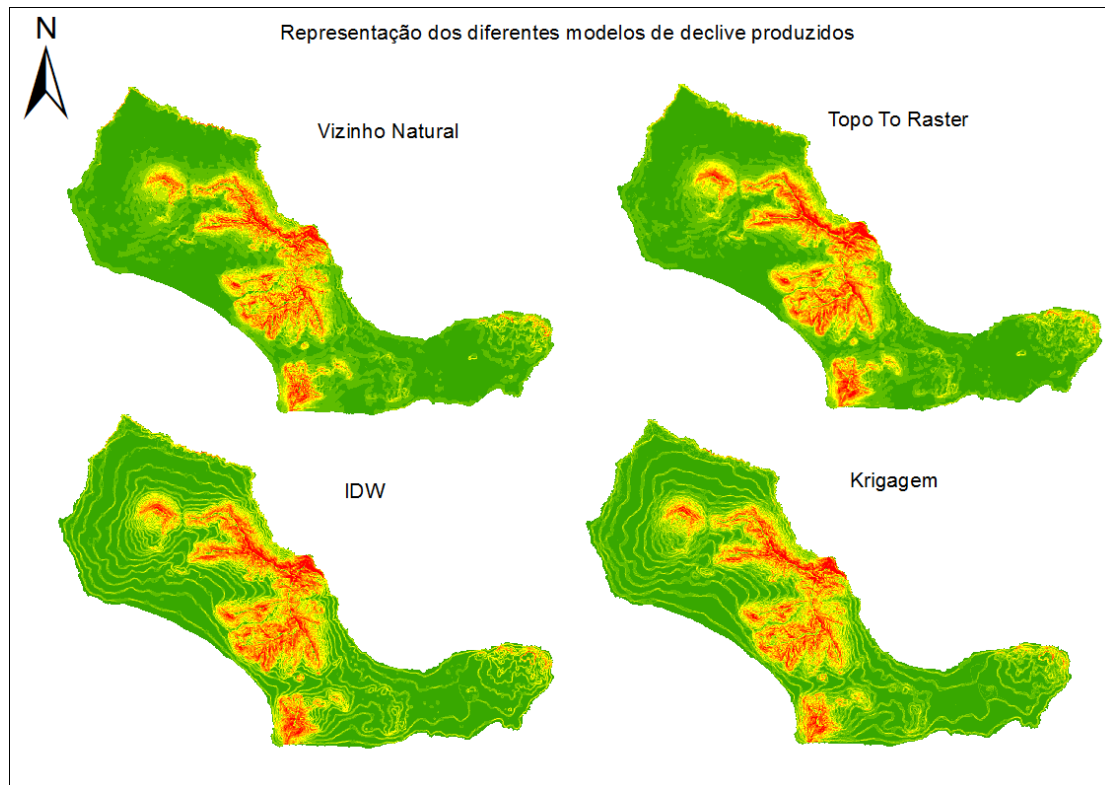 N
Representação dos diferentes modelos de declive produzidos
Vizinho Natural
Topo To Raster
IDW
Krigagem